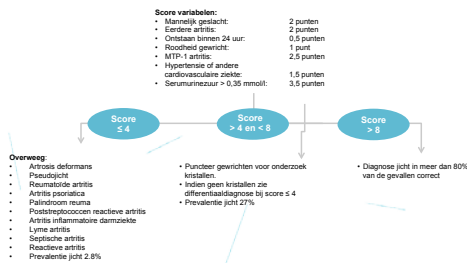 Score variabelen:
• Mannelijk geslacht: 2 punten
• Eerdere artritis: 2 punten
• Ontstaan binnen 24 uur: 0,5 punten
• Roodheid gewricht: 1 punt
• MTP-1 artritis: 2,5 punten
• Hypertensie of andere
cardiovasculaire ziekte: 1,5 punten
• Serumurinezuur > 0,35 mmol/l: 3,5 punten
Score
≤ 4
Score
> 4 en < 8
Score
> 8
Overweeg:
• Artrosis deformans
• Pseudojicht
• Reumatoïde artritis
• Artritis psoriatica
• Palindroom reuma
• Poststreptococcen reactieve artritis
• Artritis inflammatoire darmziekte
• Lyme artritis
• Septische artritis
• Reactieve artritis
• Prevalentie jicht 2.8%
• Puncteer gewrichten voor onderzoek
kristallen.
• Indien geen kristallen zie
differentiaaldiagnose bij score ≤ 4
• Prevalentie jicht 27%
• Diagnose jicht in meer dan 80%
van de gevallen correct